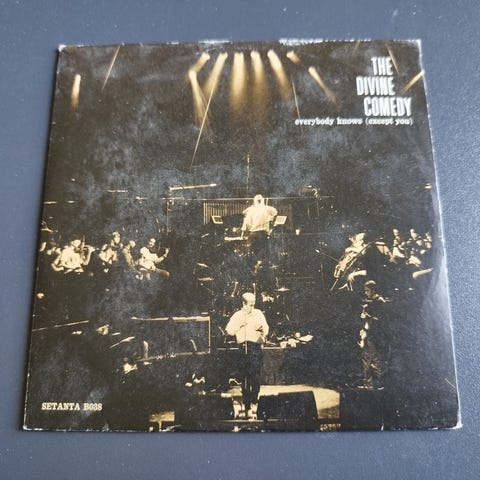 THE
DIVINE
COMEDY
everybody knows (except you)
SETANTA B038